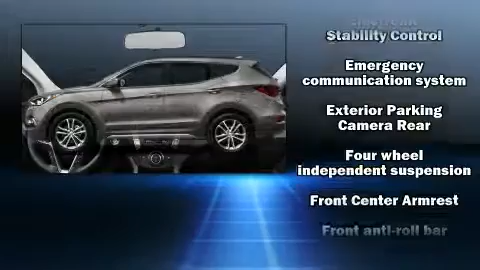 Electronic
Stability Control
Emergency
communication system
Exterior Parking
Camera Rear
Four wheel
independent suspension
Front Center Armrest
Front anti-roll bar